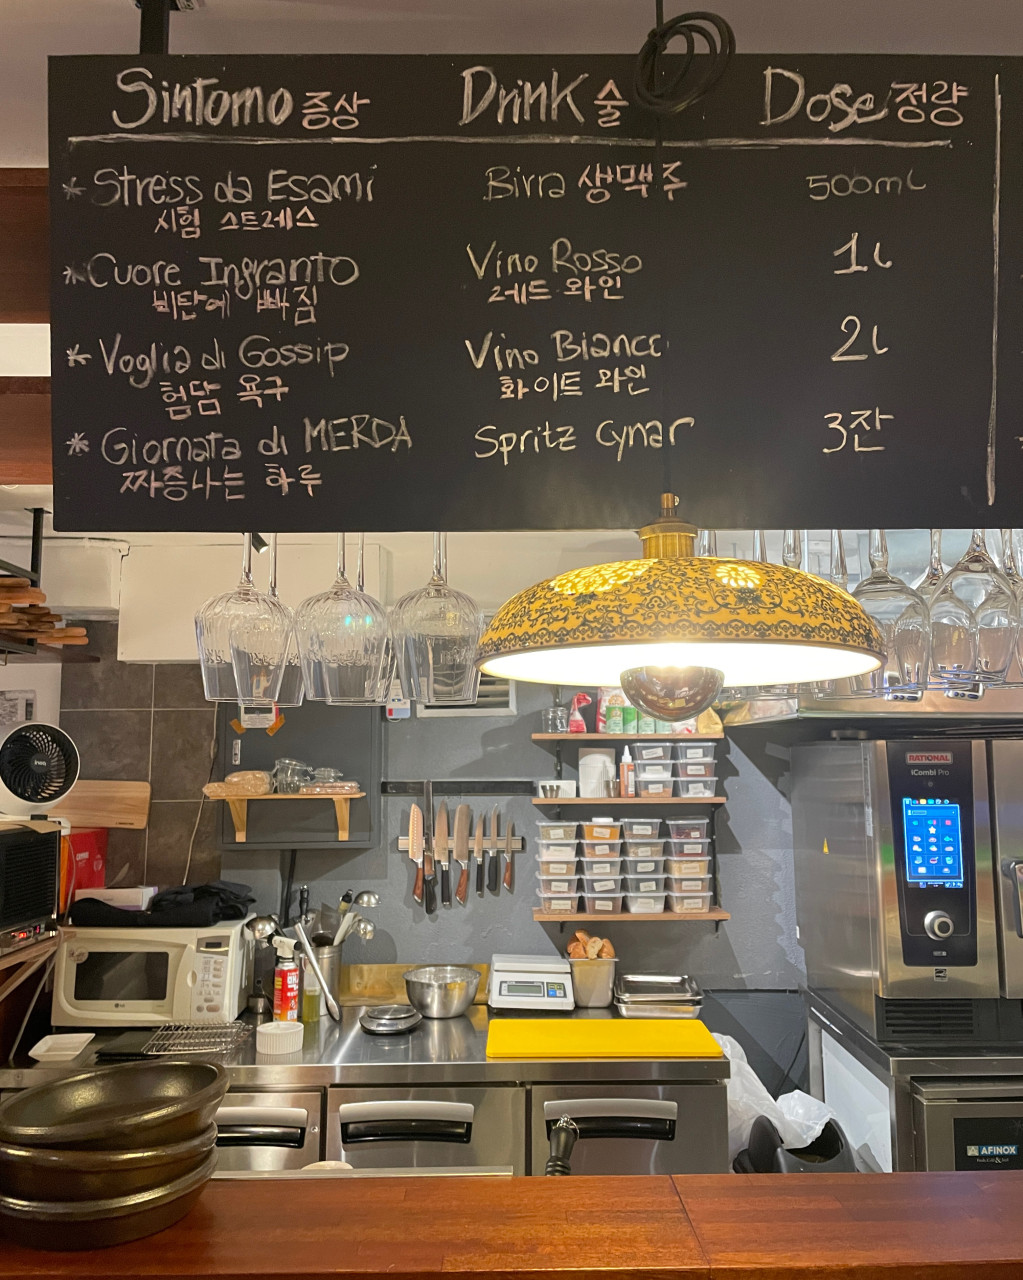 Sintomo 증상 Drink 술 Dose 정량
* Stress da Esami Birra 생맥주 500mL
시험 스트레스
* Cuore Ingranto Vino Rosso 1L
비탄에 빠짐 레드 와인
* Voglia di Gossip Vino Bianco 2L
험담 욕구 화이트 와인
* Giornata di MERDA Spritz Cynar 3잔
짜증나는 하루
RATIONAL
iCombi Pro
LG
AFINOX